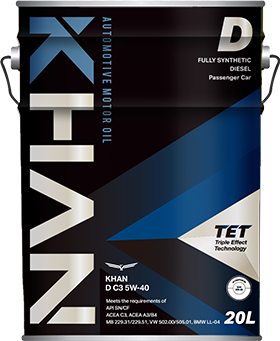 KHAN
AUTOMOTIVE MOTOR OIL
D
FULLY SYNTHETIC
DIESEL
Passenger Car
TET
Triple Effect
Technology
KHAN
D C3 5W-40
Meets the requirements of
API SN/CF
ACEA C3, ACEA A3/B4
MB 229.31/229.51, VW 502.00/505.01, BMW LL-04
20L